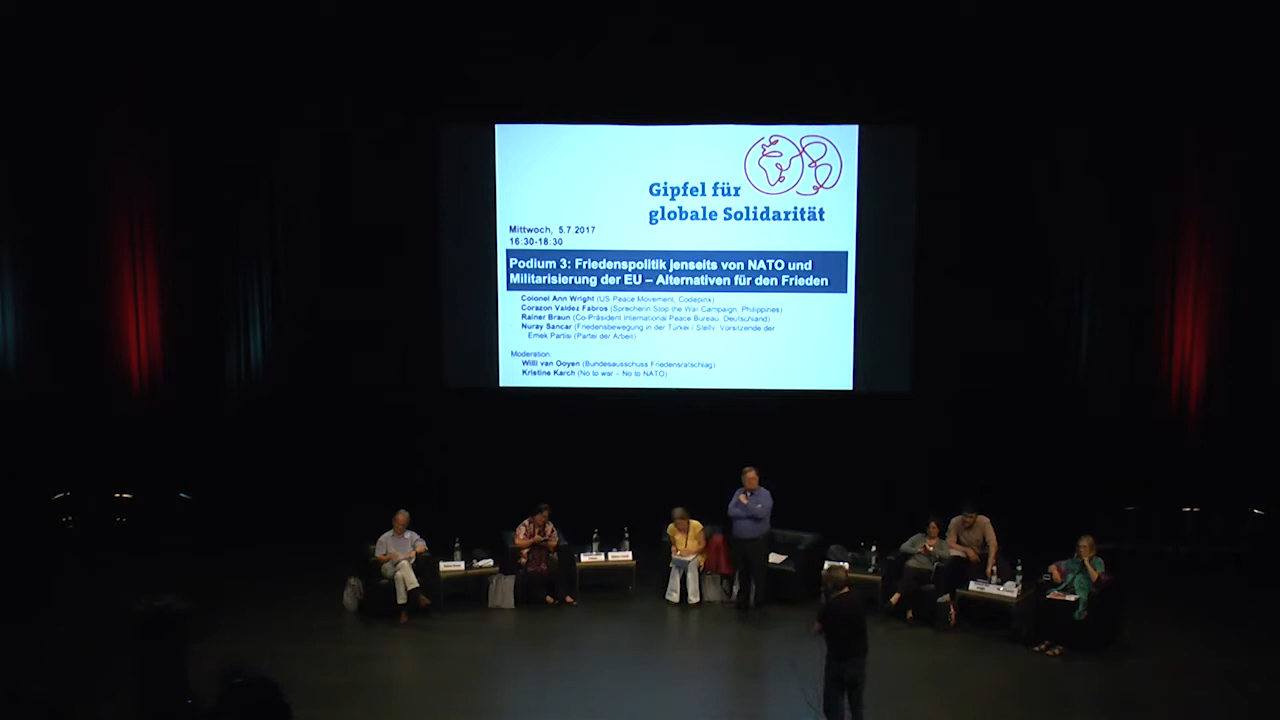 Gipfel für
globale Solidarität
Mittwoch, 5.7.2017
16:30-18:30
Podium 3: Friedenspolitik jenseits von NATO und
Militarisierung der EU – Alternativen für den Frieden
Colonel Ann Wright (US-Peace Movement, Codepink)
Corazon Valdez Fabros (Sprecherin Stop the War Campaign, Philippines)
Rainer Braun (Co-Präsident International Peace Bureau, Deutschland)
Nuray Sancar (Friedensbewegung in der Türkei / Stellv. Vorsitzende der
Emek Partisi (Partei der Arbeit)
Moderation:
Willi van Ooyen (Bundesausschuss Friedensratschlag)
Kristine Karch (No to war – No to NATO)